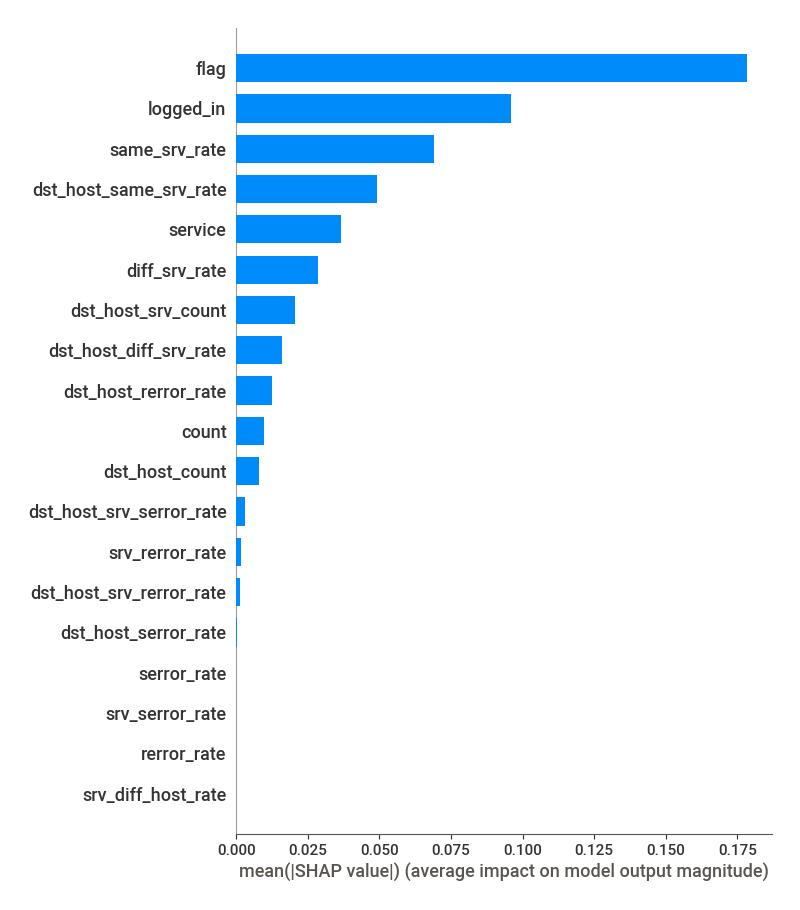 flag
logged_in
same_srv_rate
dst_host_same_srv_rate
service
diff_srv_rate
dst_host_srv_count
dst_host_diff_srv_rate
dst_host_rerror_rate
count
dst_host_count
dst_host_srv_serror_rate
srv_rerror_rate
dst_host_srv_rerror_rate
dst_host_serror_rate
serror_rate
srv_serror_rate
rerror_rate
srv_diff_host_rate
0.000 0.025 0.050 0.075 0.100 0.125 0.150 0.175
mean(|SHAP value|) (average impact on model output magnitude)